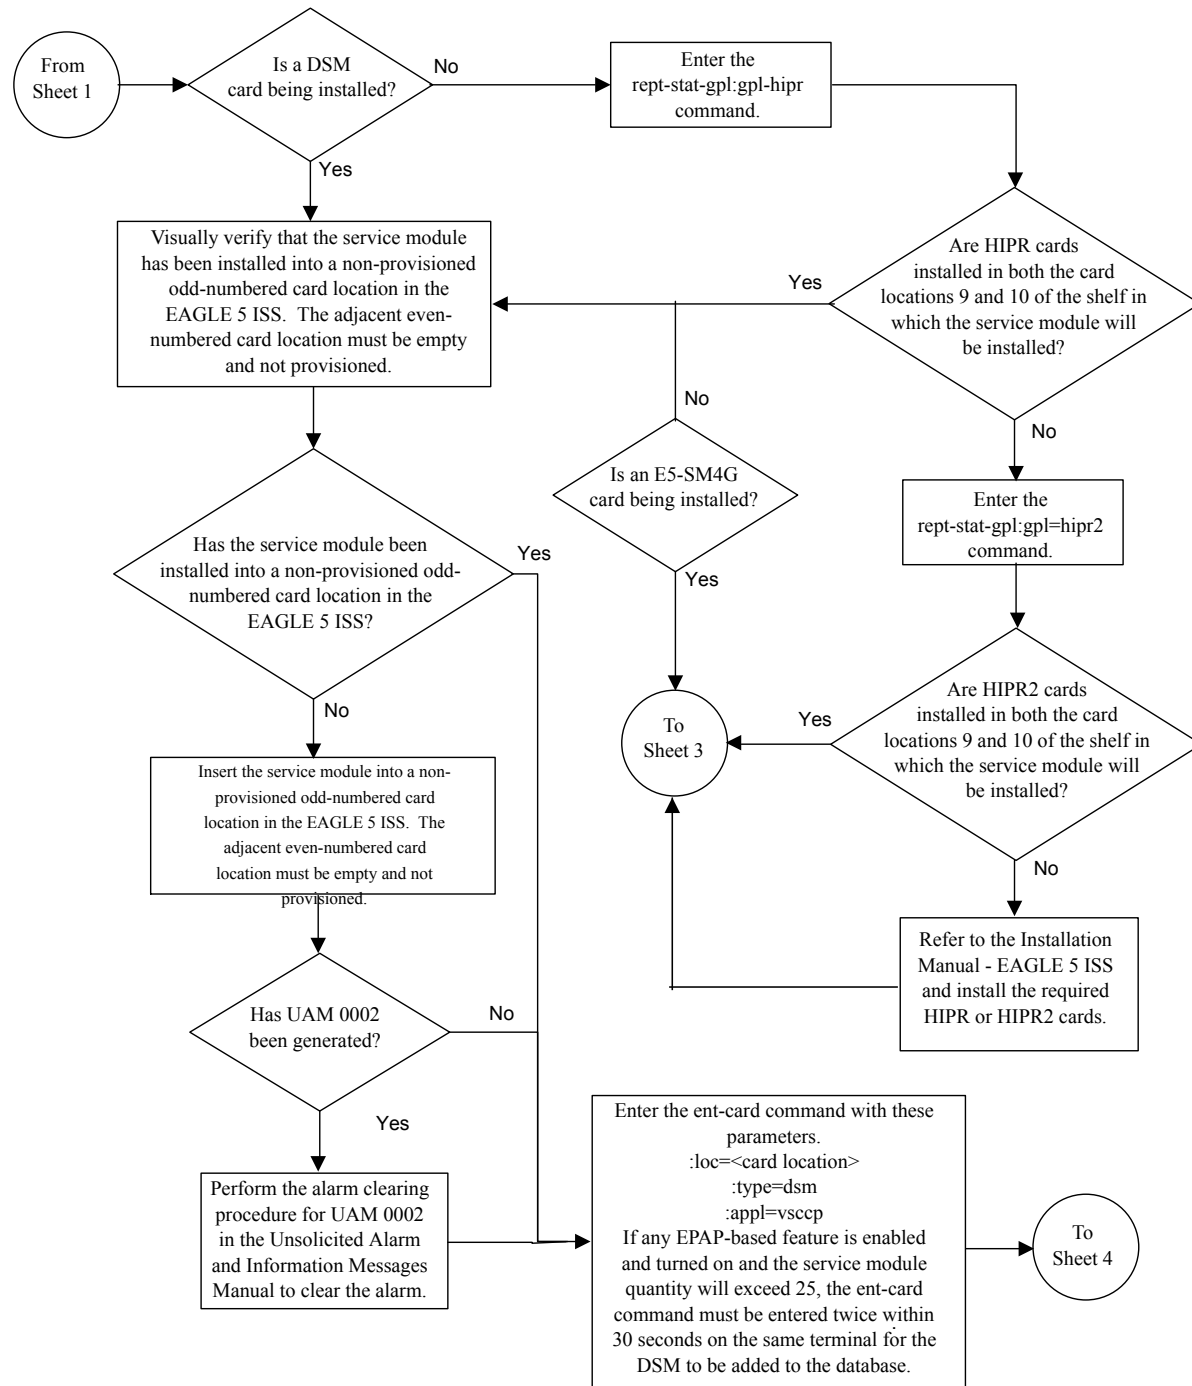 From
Sheet 1
Is a DSM
card being installed?
No
Yes
Enter the
rept-stat-gpl:gpl-hipr
command.
Visually verify that the service module
has been installed into a non-provisioned
odd-numbered card location in the
EAGLE 5 ISS.  The adjacent even-
numbered card location must be empty
and not provisioned.
Are HIPR cards
installed in both the card
locations 9 and 10 of the shelf in
which the service module will
be installed?
Yes
No
Is an E5-SM4G
card being installed?
No
Yes
Enter the
rept-stat-gpl:gpl=hipr2
command.
Has the service module been
installed into a non-provisioned odd-
numbered card location in the
EAGLE 5 ISS?
Yes
No
Are HIPR2 cards
installed in both the card
locations 9 and 10 of the shelf in
which the service module will
be installed?
Yes
No
To
Sheet 3
Insert the service module into a non-
provisioned odd-numbered card
location in the EAGLE 5 ISS.  The
adjacent even-numbered card
location must be empty and not
provisioned.
Refer to the Installation
Manual - EAGLE 5 ISS
and install the required
HIPR or HIPR2 cards.
Has UAM 0002
been generated?
No
Yes
Perform the alarm clearing
procedure for UAM 0002
in the Unsolicited Alarm
and Information Messages
Manual to clear the alarm.
Enter the ent-card command with these
parameters.
:loc=<card location>
:type=dsm
:appl=vsccp
If any EPAP-based feature is enabled
and turned on and the service module
quantity will exceed 25, the ent-card
command must be entered twice within
30 seconds on the same terminal for the
DSM to be added to the database.
To
Sheet 4